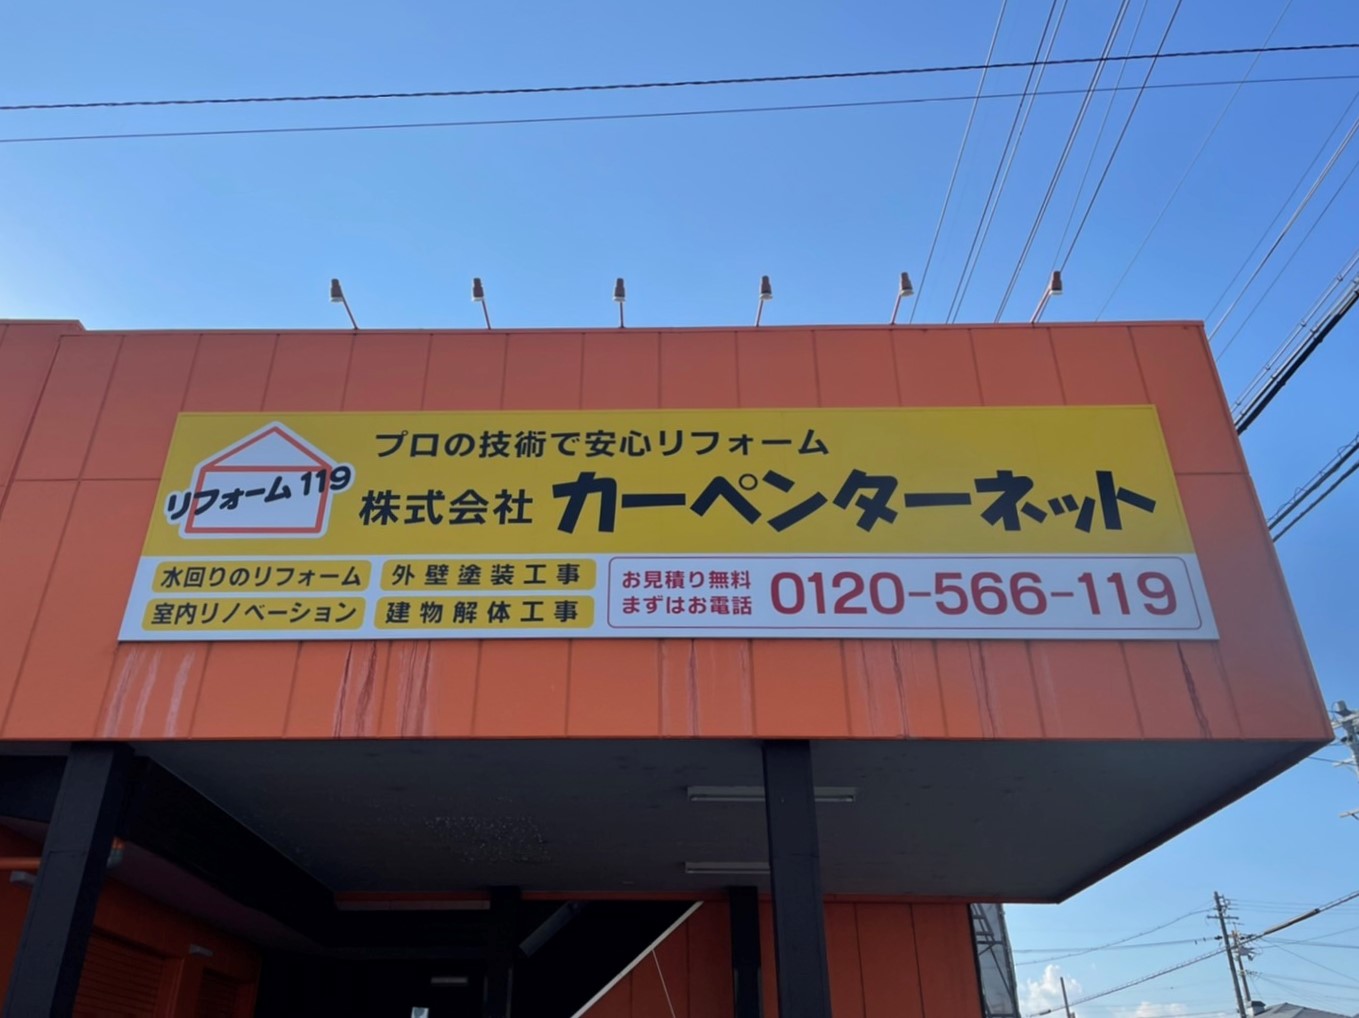 プロの技術で安心リフォーム
リフォーム119
株式会社 カーペンターネット
水回りのリフォーム
外壁塗装工事
室内リノベーション
建物解体工事
お見積り無料
まずはお電話
0120-566-119